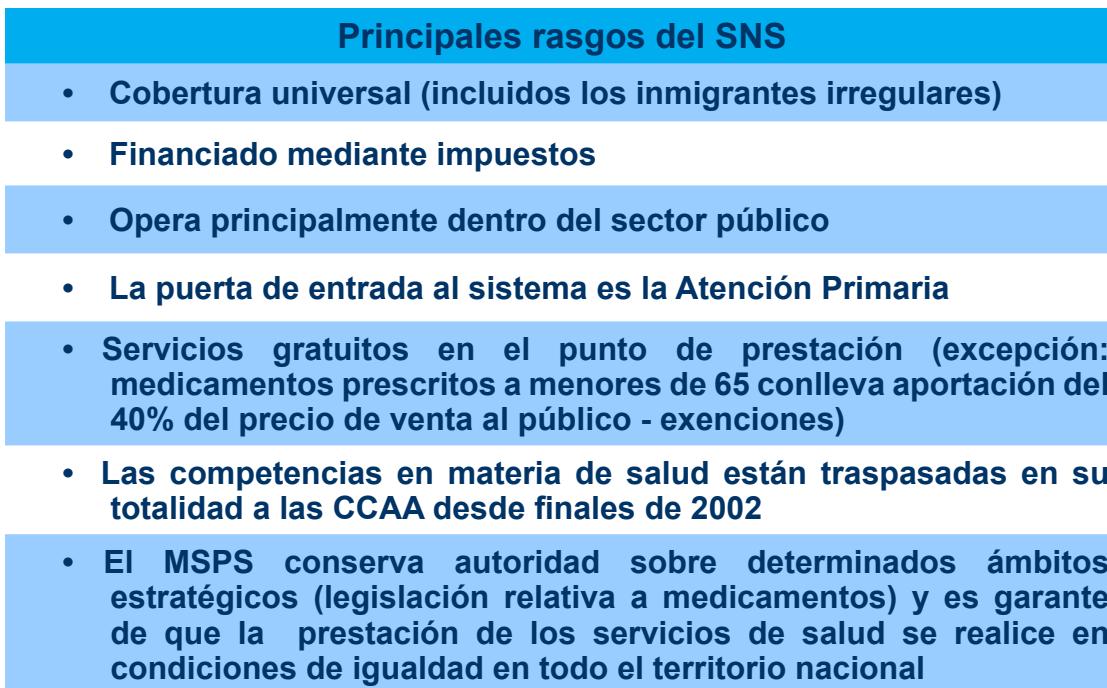 Principales rasgos del SNS
• Cobertura universal (incluidos los inmigrantes irregulares)
• Financiado mediante impuestos
• Opera principalmente dentro del sector público
• La puerta de entrada al sistema es la Atención Primaria
• Servicios gratuitos en el punto de prestación (excepción:
medicamentos prescritos a menores de 65 conlleva aportación del
40% del precio de venta al público - exenciones)
• Las competencias en materia de salud están traspasadas en su
totalidad a las CCAA desde finales de 2002
• El MSPS conserva autoridad sobre determinados ámbitos
estratégicos (legislación relativa a medicamentos) y es garante
de que la prestación de los servicios de salud se realice en
condiciones de igualdad en todo el territorio nacional